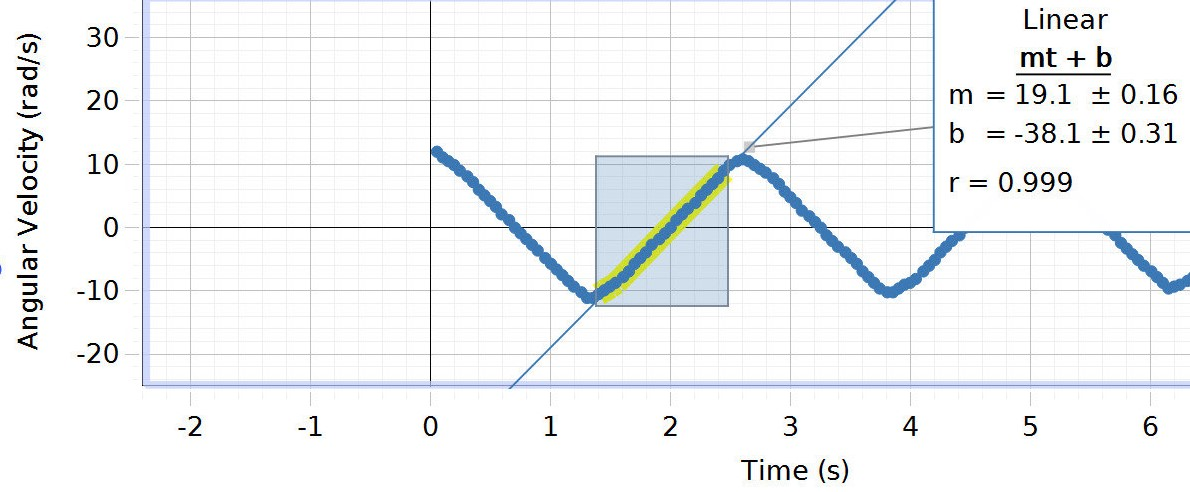 Linear
mt + b
m = 19.1 ± 0.16
b = -38.1 ± 0.31
r = 0.999
Angular Velocity (rad/s)
30
20
10
0
-10
-20
-2 -1 0 1 2 3 4 5 6
Time (s)